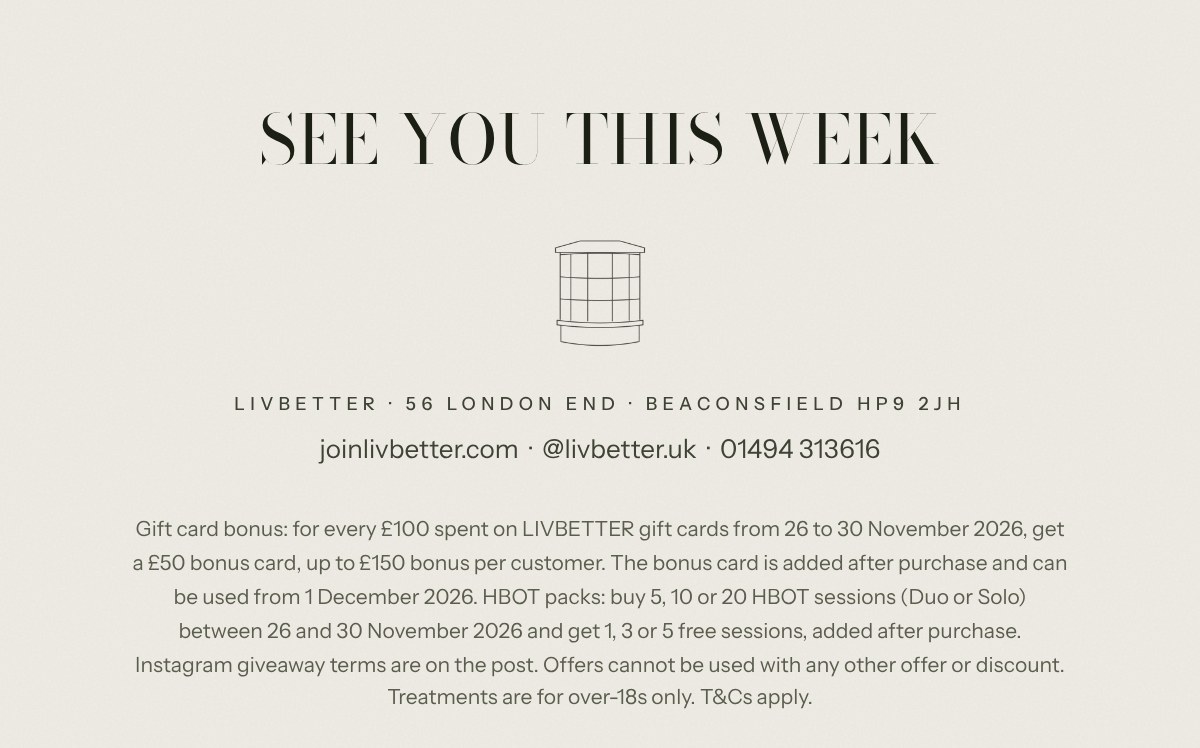 SEE YOU THIS WEEK
LIVBETTER · 56 LONDON END · BEACONSFIELD HP9 2JH
joinlivbetter.com · @livbetter.uk · 01494 313616
Gift card bonus: for every £100 spent on LIVBETTER gift cards from 26 to 30 November 2026, get
a £50 bonus card, up to £150 bonus per customer. The bonus card is added after purchase and can
be used from 1 December 2026. HBOT packs: buy 5, 10 or 20 HBOT sessions (Duo or Solo)
between 26 and 30 November 2026 and get 1, 3 or 5 free sessions, added after purchase.
Instagram giveaway terms are on the post. Offers cannot be used with any other offer or discount.
Treatments are for over-18s only. T&Cs apply.